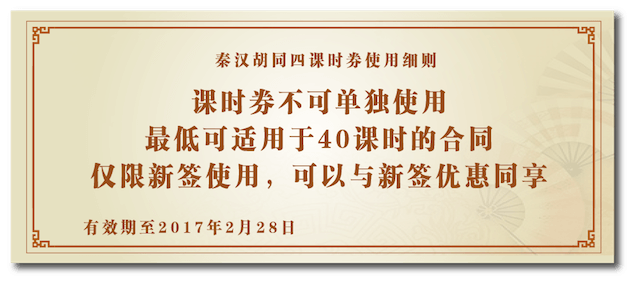 秦汉胡同四课时券使用细则
课时券不可单独使用
最低可适用于40课时的合同
仅限新签使用，可以与新签优惠同享
有效期至2017年2月28日